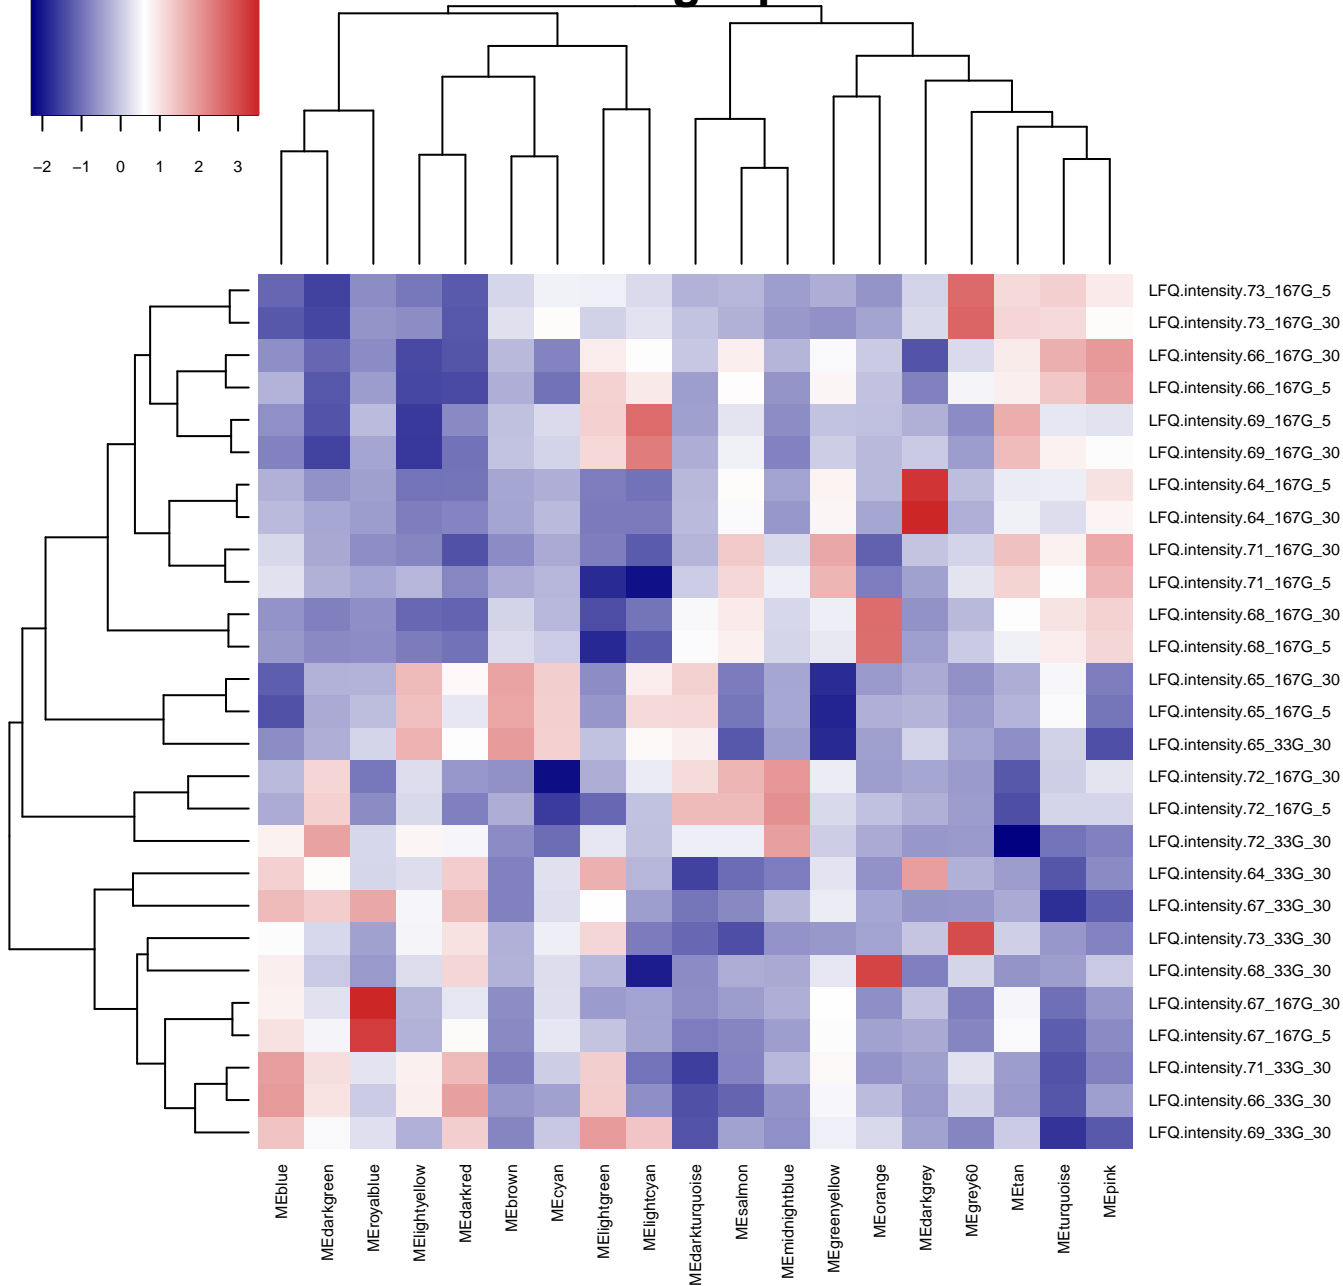 −2 −1 0 1 2 3
LFQ.intensity.73_167G_5
LFQ.intensity.73_167G_30
LFQ.intensity.66_167G_30
LFQ.intensity.66_167G_5
LFQ.intensity.69_167G_5
LFQ.intensity.69_167G_30
LFQ.intensity.64_167G_5
LFQ.intensity.64_167G_30
LFQ.intensity.71_167G_30
LFQ.intensity.71_167G_5
LFQ.intensity.68_167G_30
LFQ.intensity.68_167G_5
LFQ.intensity.65_167G_30
LFQ.intensity.65_167G_5
LFQ.intensity.65_33G_30
LFQ.intensity.72_167G_30
LFQ.intensity.72_167G_5
LFQ.intensity.72_33G_30
LFQ.intensity.64_33G_30
LFQ.intensity.67_33G_30
LFQ.intensity.73_33G_30
LFQ.intensity.68_33G_30
LFQ.intensity.67_167G_30
LFQ.intensity.67_167G_5
LFQ.intensity.71_33G_30
LFQ.intensity.66_33G_30
LFQ.intensity.69_33G_30
MEblue
MEdarkgreen
MEroyalblue
MElightyellow
MEdarkred
MEbrown
MEcyan
MElightgreen
MElightcyan
MEdarkturquoise
MEsalmon
MEmidnightblue
MEgreenyellow
MEorange
MEdarkgrey
MEgrey60
MEtan
MEturquoise
MEpink